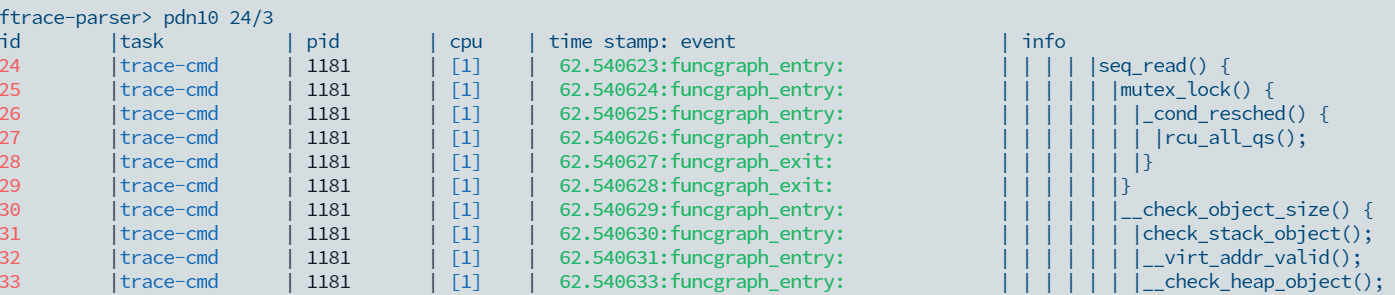 ftrace-parser> pdn10 24/3
id |task | pid | cpu | time stamp: event | info
24 |trace-cmd | 1181 | [1] | 62.540623:funcgraph_entry: | | | | |seq_read() {
25 |trace-cmd | 1181 | [1] | 62.540624:funcgraph_entry: | | | | | |mutex_lock() {
26 |trace-cmd | 1181 | [1] | 62.540625:funcgraph_entry: | | | | | | |_cond_resched() {
27 |trace-cmd | 1181 | [1] | 62.540626:funcgraph_entry: | | | | | | | |rcu_all_qs();
28 |trace-cmd | 1181 | [1] | 62.540627:funcgraph_exit: | | | | | | |}
29 |trace-cmd | 1181 | [1] | 62.540628:funcgraph_exit: | | | | | |}
30 |trace-cmd | 1181 | [1] | 62.540629:funcgraph_entry: | | | | | |__check_object_size() {
31 |trace-cmd | 1181 | [1] | 62.540630:funcgraph_entry: | | | | | | |check_stack_object();
32 |trace-cmd | 1181 | [1] | 62.540631:funcgraph_entry: | | | | | | |__virt_addr_valid();
33 |trace-cmd | 1181 | [1] | 62.540633:funcgraph_entry: | | | | | | |__check_heap_object();